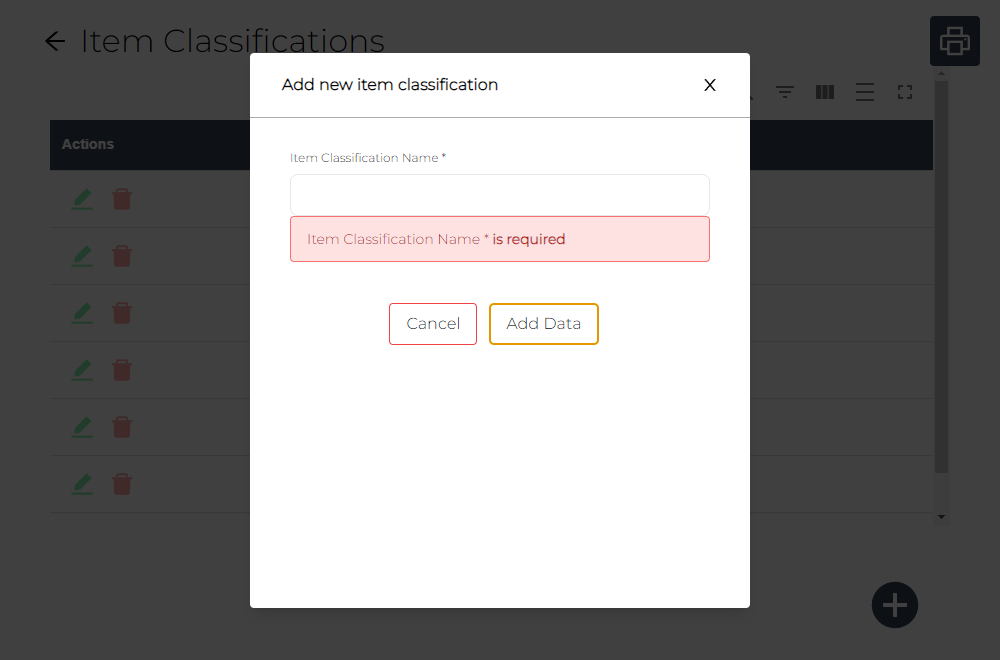 Item Classifications
Add new item classification
X
Actions
Item Classification Name *
Item Classification Name * is required
Cancel
Add Data